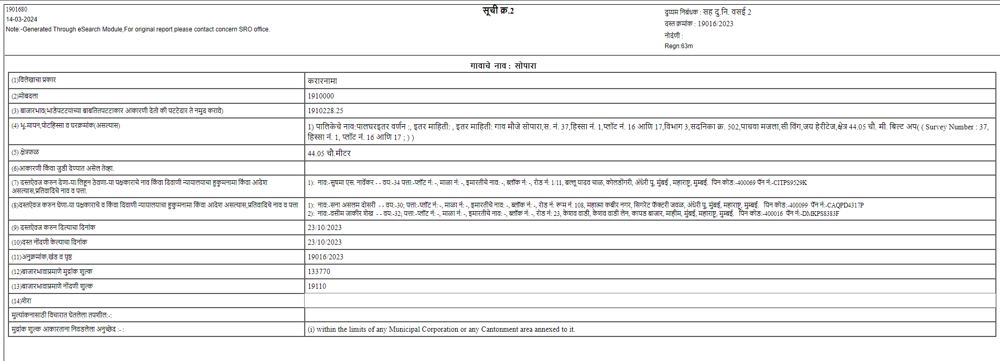 1901680
14-03-2024
Note:-Generated Through eSearch Module,For original report please contact concern SRO office.
सूची क्र.2
दुय्यम निबंधक : सह दु.नि. वसई 2
दस्त क्रमांक : 19016/2023
नोदंणी :
Regn:63m
गावाचे नाव : सोपारा
(1)विलेखाचा प्रकार
करारनामा
(2)मोबदला
1910000
(3) बाजारभाव(भाडेपटटयाच्या बाबतितपटटाकार आकारणी देतो की पटटेदार ते नमुद करावे)
1910228.25
(4) भू-मापन,पोटहिस्सा व घरक्रमांक(असल्यास)
1) पालिकेचे नाव:पालघरइतर वर्णन :, इतर माहिती: , इतर माहिती: गाव मौजे सोपारा,स. नं. 37,हिस्सा नं. 1,प्लॉट नं. 16 आणि 17,विभाग 3,सदनिका क्र. 502,पाचवा मजला,सी विंग,जय हेरीटेज,क्षेत्र 44.05 चौ. मी. बिल्ट अप( ( Survey Number : 37,
हिस्सा नं. 1, प्लॉट नं. 16 आणि 17 ; ) )
(5) क्षेत्रफळ
44.05 चौ.मीटर
(6)आकारणी किंवा जुडी देण्यात असेल तेव्हा.
(7) दस्तऐवज करुन देणा-या/लिहून ठेवणा-या पक्षकाराचे नाव किंवा दिवाणी न्यायालयाचा हुकुमनामा किंवा आदेश
असल्यास,प्रतिवादिचे नाव व पत्ता.
1): नाव:-सुषमा एस. नार्वेकर - - वय:-34 पत्ता:-प्लॉट नं: -, माळा नं: -, इमारतीचे नाव: -, ब्लॉक नं: -, रोड नं: 1/11, बल्लू यादव चाळ, कोलडोंगरी, अंधेरी पु, मुंबई , महाराष्ट्र, मुम्बई. पिन कोड:-400069 पॅन नं:-CITPS9529K
(8)दस्तऐवज करुन घेणा-या पक्षकाराचे व किंवा दिवाणी न्यायालयाचा हुकुमनामा किंवा आदेश असल्यास,प्रतिवादिचे नाव व पत्ता
1): नाव:-सना असलम दोसरी - - वय:-30; पत्ता:-प्लॉट नं: -, माळा नं: -, इमारतीचे नाव: -, ब्लॉक नं: -, रोड नं: रूम नं. 108, महात्मा कबीर नगर, सिगरेट फॅक्टरी जवळ, अंधेरी पु, मुंबई, महाराष्ट्र, मुम्बई. पिन कोड:-400099 पॅन नं:-CAQPD4317P
2): नाव:-वसीम जाकीर शेख - - वय:-32; पत्ता:-प्लॉट नं: -, माळा नं: -, इमारतीचे नाव: -, ब्लॉक नं: -, रोड नं: 23, केशव वाडी, केशव वाडी लेन, कापड बाजार, माहीम, मुंबई, महाराष्ट्र, मुम्बई. पिन कोड:-400016 पॅन नं:-DMKPS8383F
(9) दस्तऐवज करुन दिल्याचा दिनांक
23/10/2023
(10)दस्त नोंदणी केल्याचा दिनांक
23/10/2023
(11)अनुक्रमांक,खंड व पृष्ठ
19016/2023
(12)बाजारभावाप्रमाणे मुद्रांक शुल्क
133770
(13)बाजारभावाप्रमाणे नोंदणी शुल्क
19110
(14)शेरा
मुल्यांकनासाठी विचारात घेतलेला तपशील:-:
मुद्रांक शुल्क आकारताना निवडलेला अनुच्छेद :- :
(i) within the limits of any Municipal Corporation or any Cantonment area annexed to it.